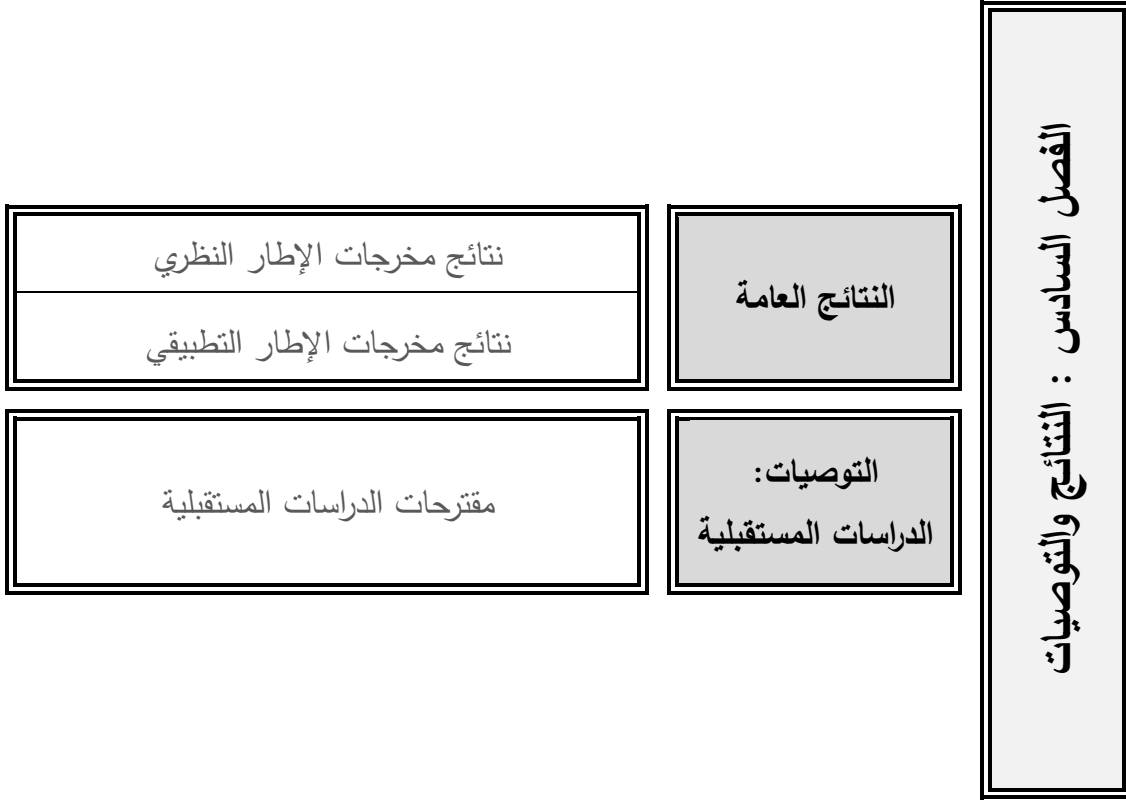 الفصل السادس : النتائج والتوصيات
النتائج العامة
نتائج مخرجات الإطار النظري
نتائج مخرجات الإطار التطبيقي
التوصيات:
الدراسات المستقبلية
مقترحات الدراسات المستقبلية